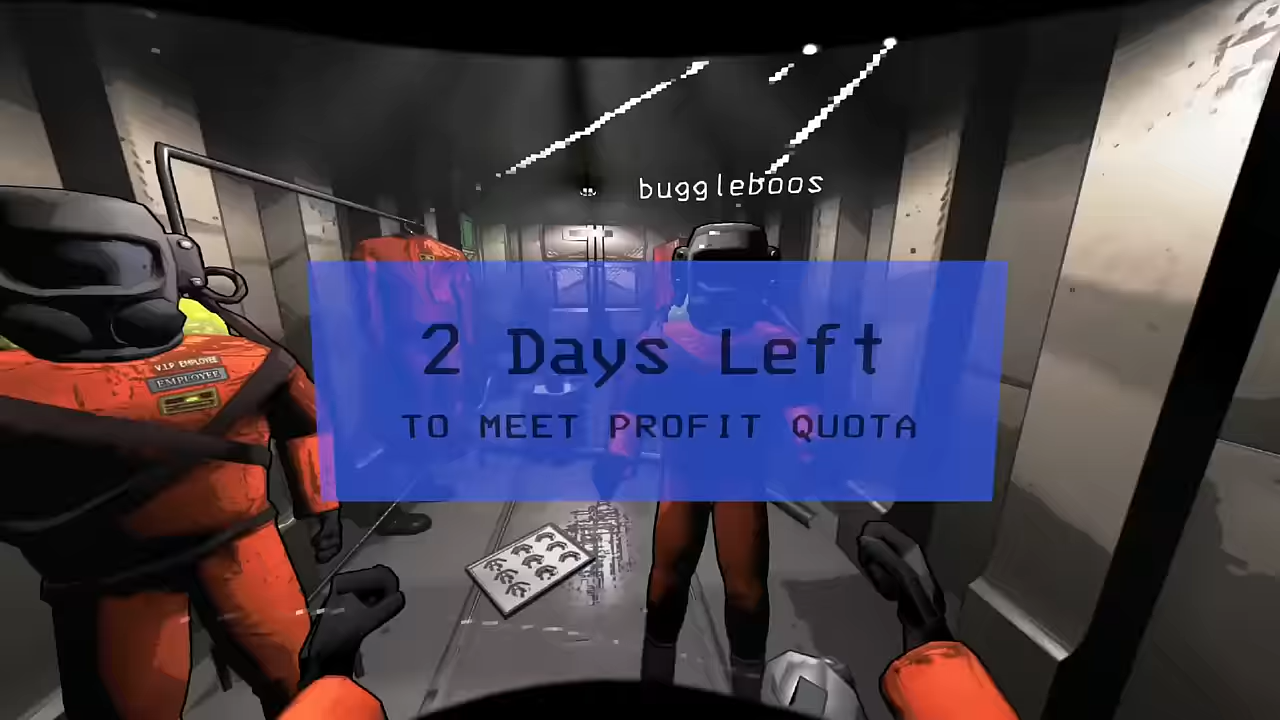 buggleboos
2 Days Left
TO MEET PROFIT QUOTA
V.I.P EMPLOYEE
EMPLOYEE